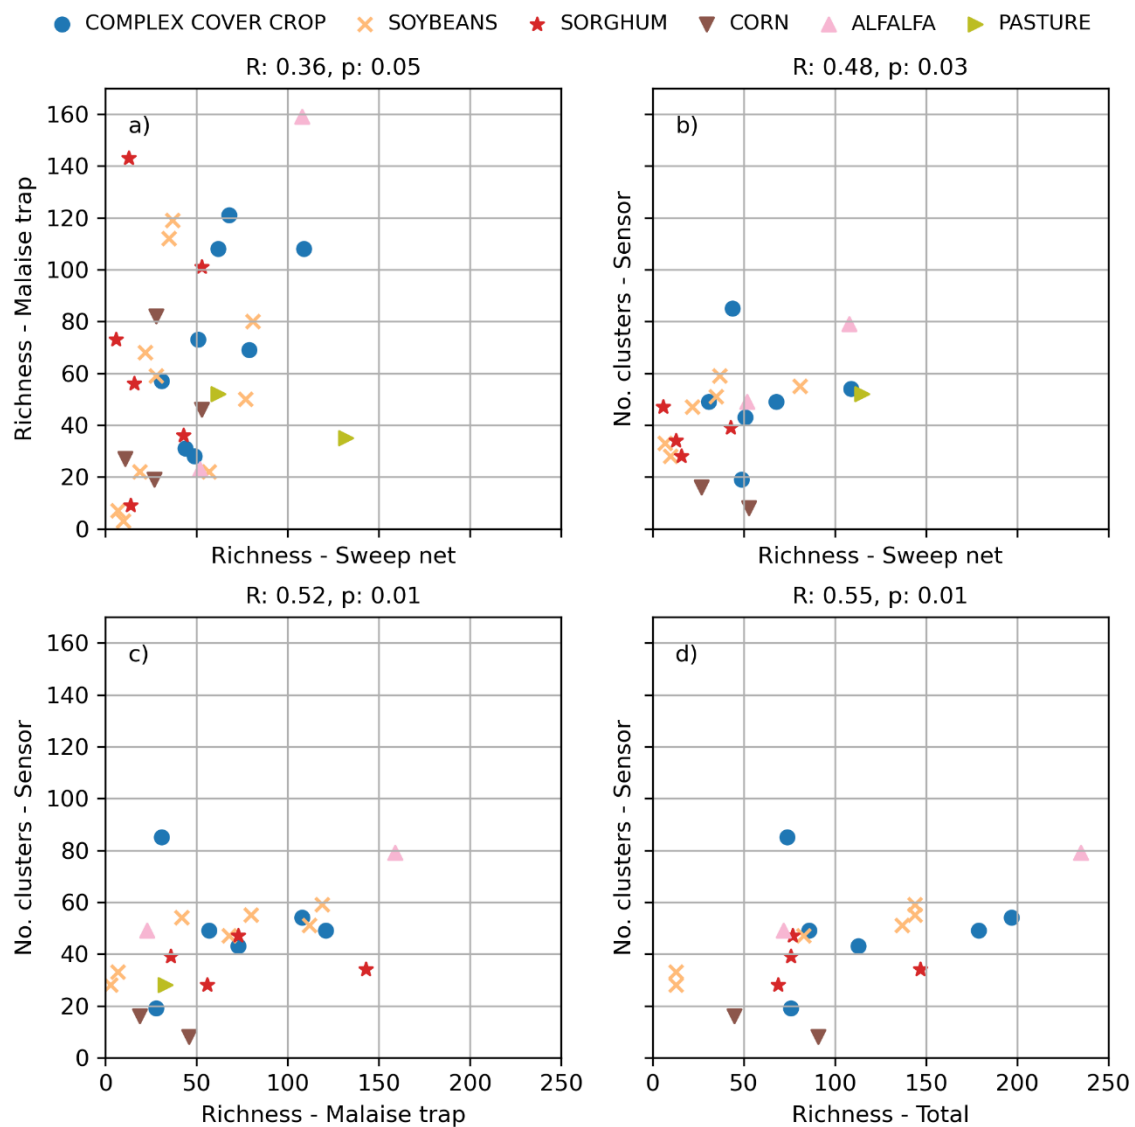 COMPLEX COVER CROP SOYBEANS SORGHUM CORN ALFALFA PASTURE
R: 0.36, p: 0.05
a)
160
140
120
100
80
60
40
20
0
Richness - Malaise trap
Richness - Sweep net
R: 0.48, p: 0.03
b)
No. clusters - Sensor
Richness - Sweep net
R: 0.52, p: 0.01
c)
160
140
120
100
80
60
40
20
0
No. clusters - Sensor
0 50 100 150 200 250
Richness - Malaise trap
R: 0.55, p: 0.01
d)
No. clusters - Sensor
0 50 100 150 200 250
Richness - Total